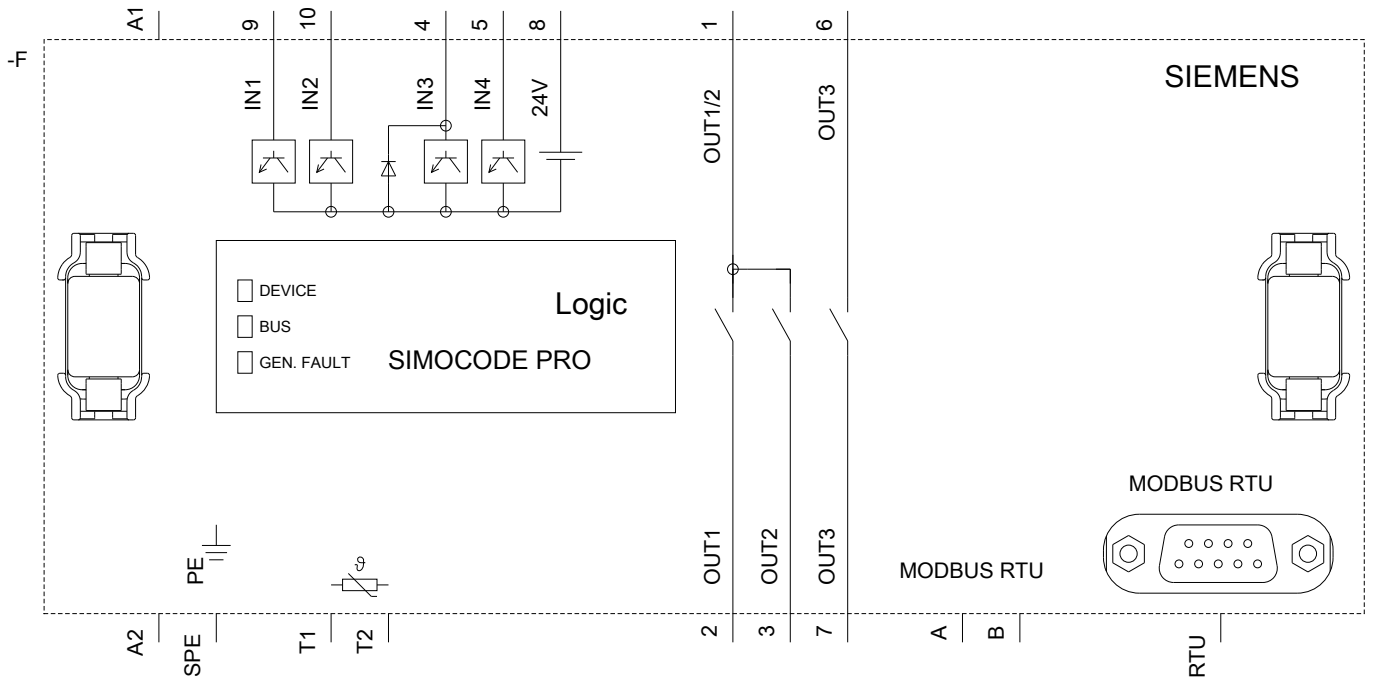 A1
9
10
4
5
8
1
6
-F
IN1
IN2
IN3
IN4
24V
OUT1/2
OUT3
SIEMENS
DEVICE
BUS
GEN. FAULT
Logic
SIMOCODE PRO
MODBUS RTU
PE
ϑ
OUT1
OUT2
OUT3
MODBUS RTU
A2
SPE
T1
T2
2
3
7
A
B
RTU